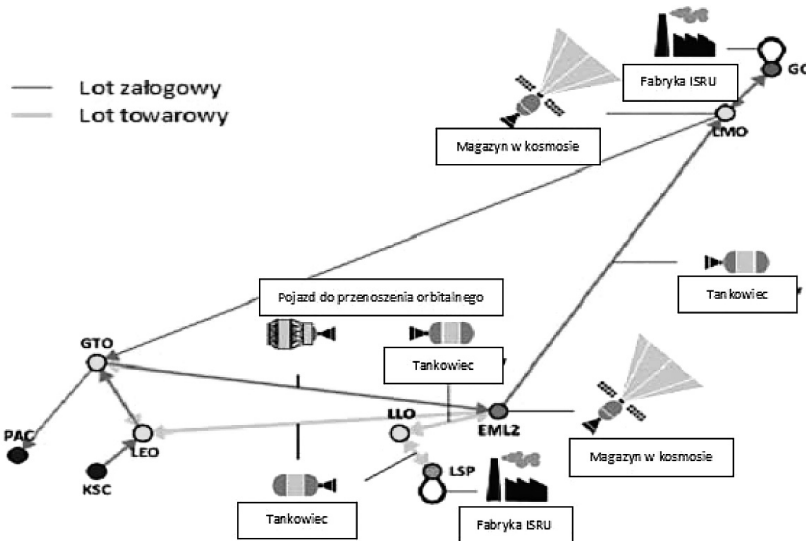 Lot załogowy
Lot towarowy
Fabryka ISRU
GC
Magazyn w kosmosie
LMO
Tankowiec
Pojazd do przenoszenia orbitalnego
Tankowiec
GTO
PAC
LEO
KSC
LLO
EML2
Magazyn w kosmosie
LSP
Tankowiec
Fabryka ISRU